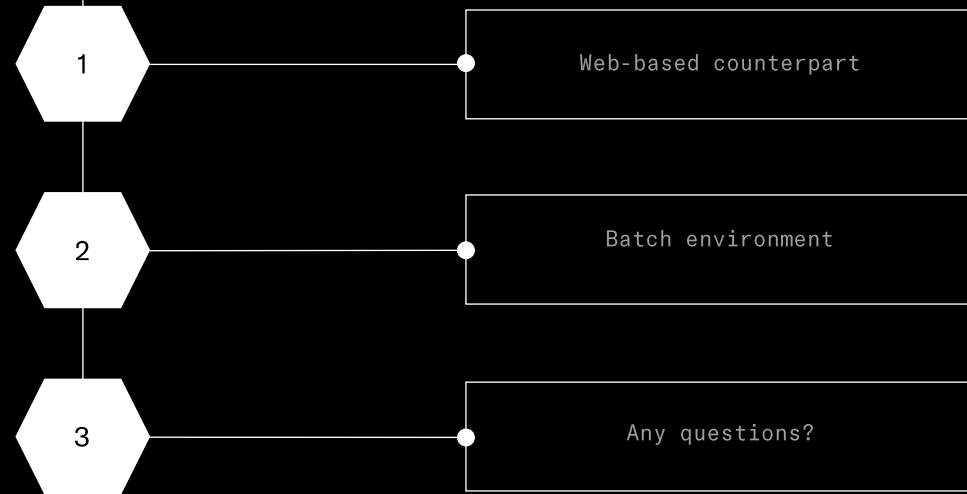 1
Web-based counterpart
2
Batch environment
3
Any questions?